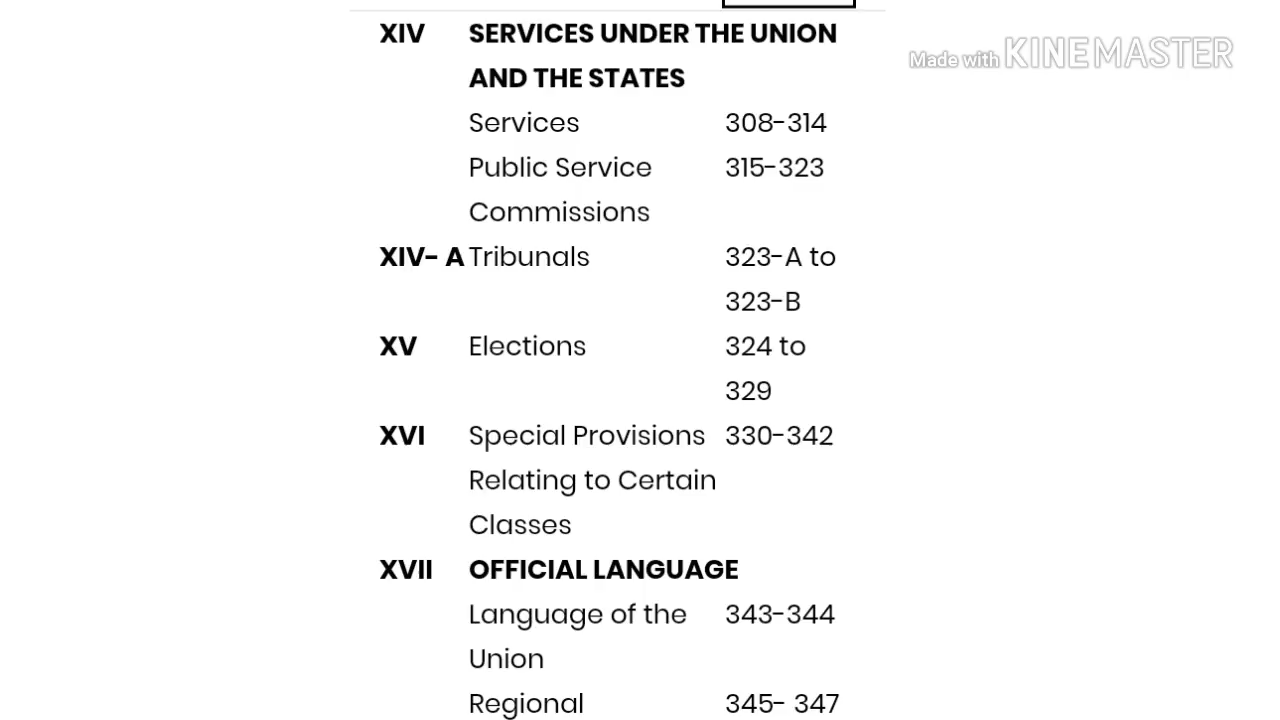 XIV SERVICES UNDER THE UNION
AND THE STATES
Services 308-314
Public Service 315-323
Commissions
XIV- A Tribunals 323-A to
323-B
XV Elections 324 to
329
XVI Special Provisions 330-342
Relating to Certain
Classes
XVII OFFICIAL LANGUAGE
Language of the 343-344
Union
Regional 345- 347
Made with KINEMASTER